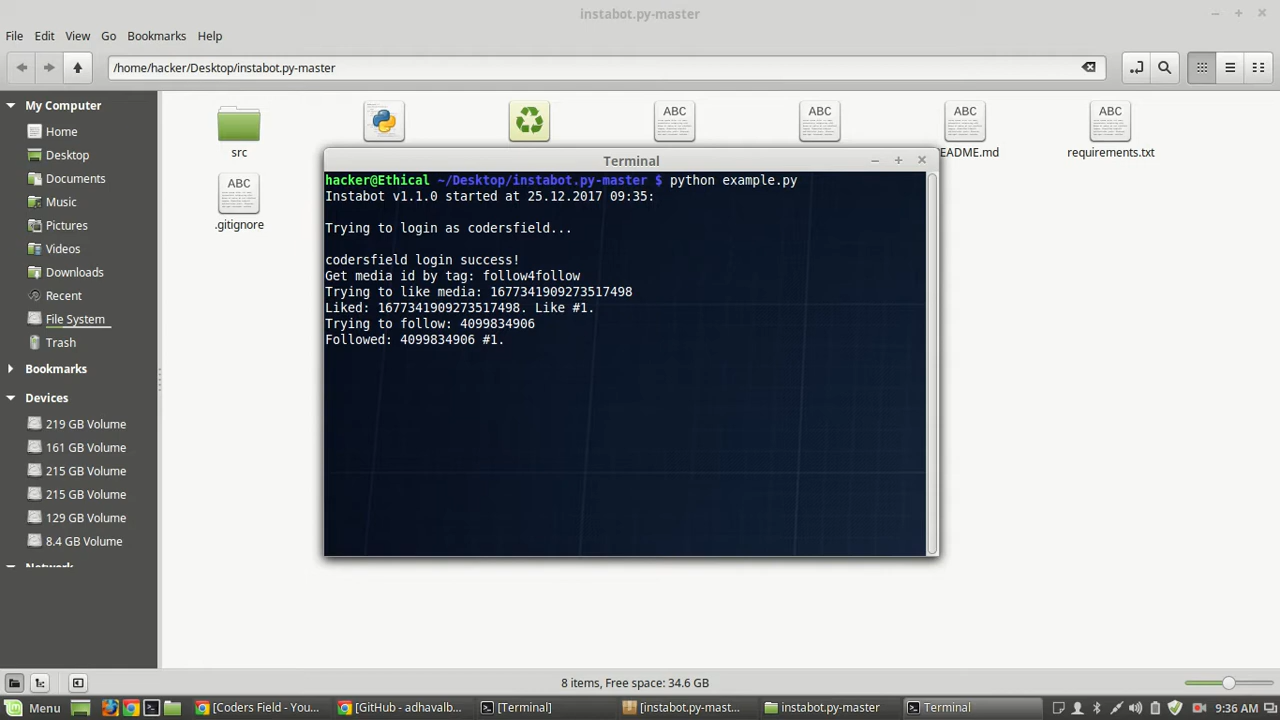 instabot.py-master
File Edit View Go Bookmarks Help
/home/hacker/Desktop/instabot.py-master
My Computer
Home
Desktop
Documents
Music
Pictures
Videos
Downloads
Recent
File System
Trash
Bookmarks
Devices
219 GB Volume
161 GB Volume
215 GB Volume
215 GB Volume
129 GB Volume
8.4 GB Volume
Network
ABC ABC ABC ABC
src EADME.md requirements.txt
ABC
.gitignore
Terminal
hacker@Ethical ~/Desktop/instabot.py-master $ python example.py
Instabot v1.1.0 started at 25.12.2017 09:35:
Trying to login as codersfield...
codersfield login success!
Get media id by tag: follow4follow
Trying to like media: 1677341909273517498
Liked: 1677341909273517498. Like #1.
Trying to follow: 4099834906
Followed: 4099834906 #1.
8 items, Free space: 34.6 GB
Menu [Coders Field - You... [GitHub - adhavalb... [Terminal] [instabot.py-mast... instabot.py-master Terminal 9:36 AM